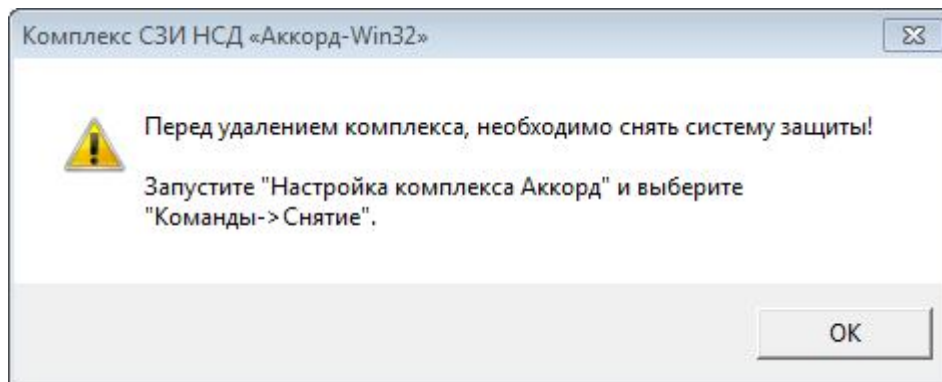 Комплекс СЗИ НСД «Аккорд-Win32»
Перед удалением комплекса, необходимо снять систему защиты!
Запустите "Настройка комплекса Аккорд" и выберите
"Команды->Снятие".
ОК